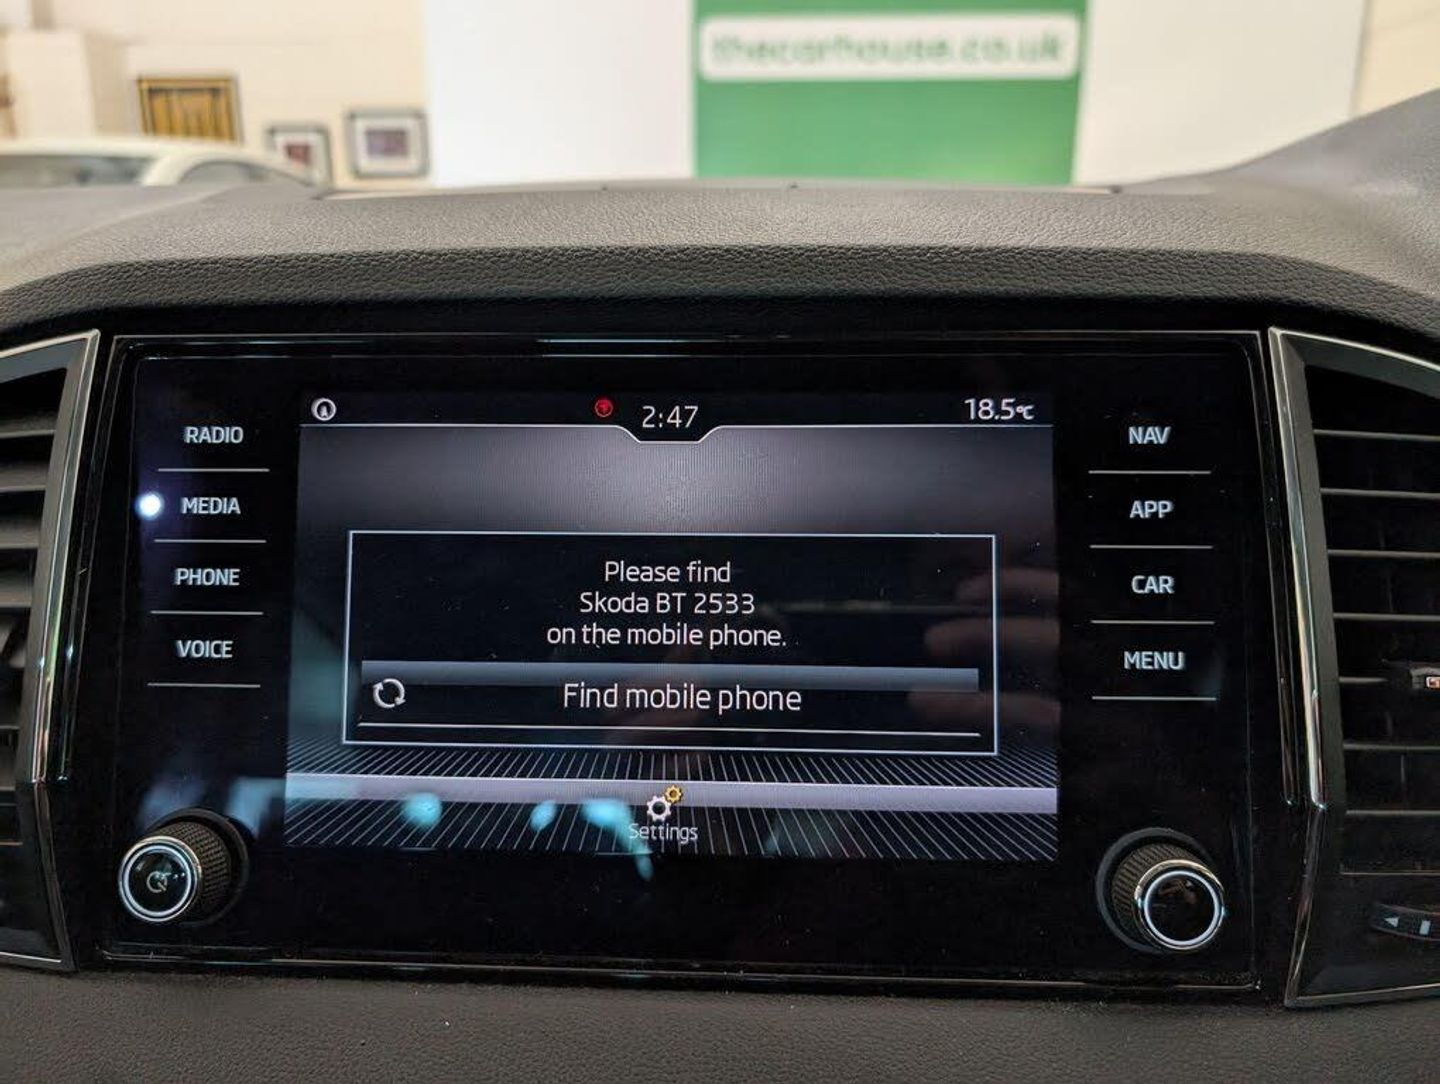 thecarhouse.co.uk
2:47
18.5°C
RADIO
MEDIA
PHONE
VOICE
Please find
Skoda BT 2533
on the mobile phone.
Find mobile phone
Settings
NAV
APP
CAR
MENU